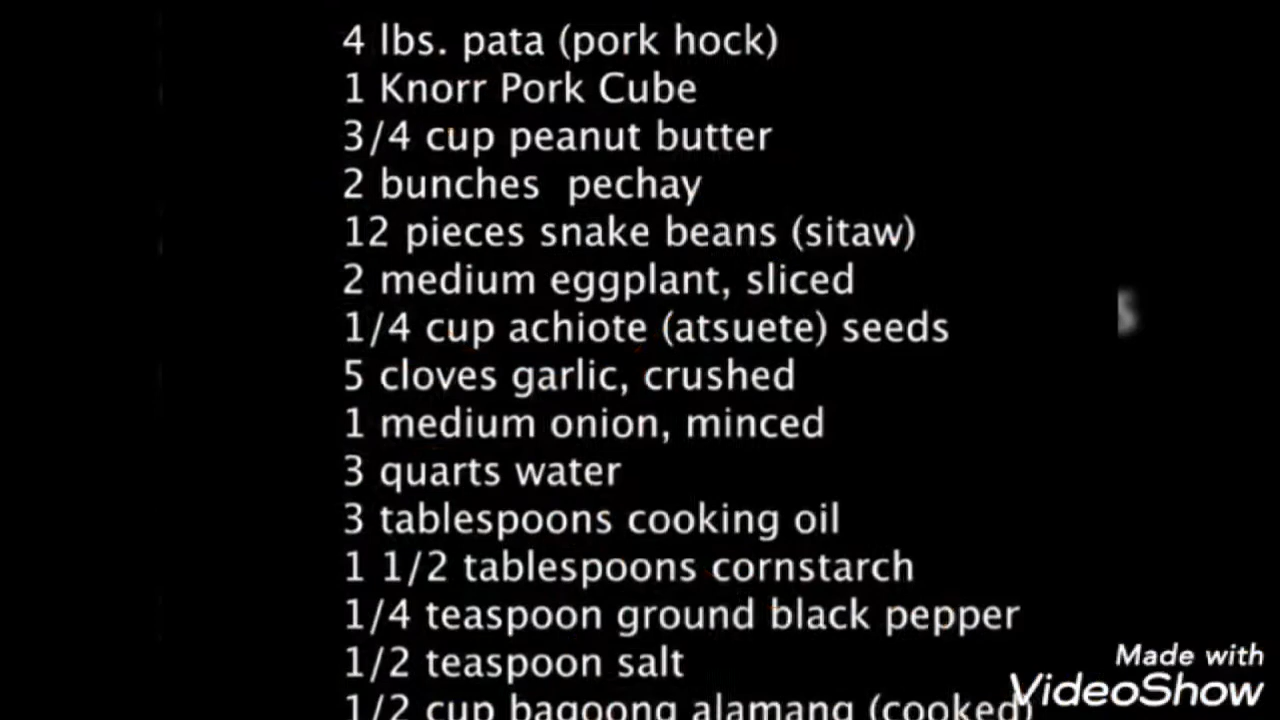 4 lbs. pata (pork hock)
1 Knorr Pork Cube
3/4 cup peanut butter
2 bunches pechay
12 pieces snake beans (sitaw)
2 medium eggplant, sliced
1/4 cup achiote (atsuete) seeds
5 cloves garlic, crushed
1 medium onion, minced
3 quarts water
3 tablespoons cooking oil
1 1/2 tablespoons cornstarch
1/4 teaspoon ground black pepper
1/2 teaspoon salt
1/2 cup bagoong alamang (cooked)
Made with
VideoShow